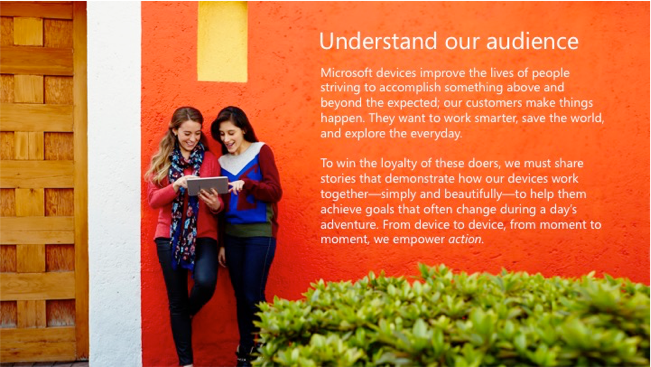 Understand our audience
Microsoft devices improve the lives of people
striving to accomplish something above and
beyond the expected; our customers make things
happen. They want to work smarter, save the world,
and explore the everyday.
To win the loyalty of these doers, we must share
stories that demonstrate how our devices work
together—simply and beautifully—to help them
achieve goals that often change during a day's
adventure. From device to device, from moment to
moment, we empower action.